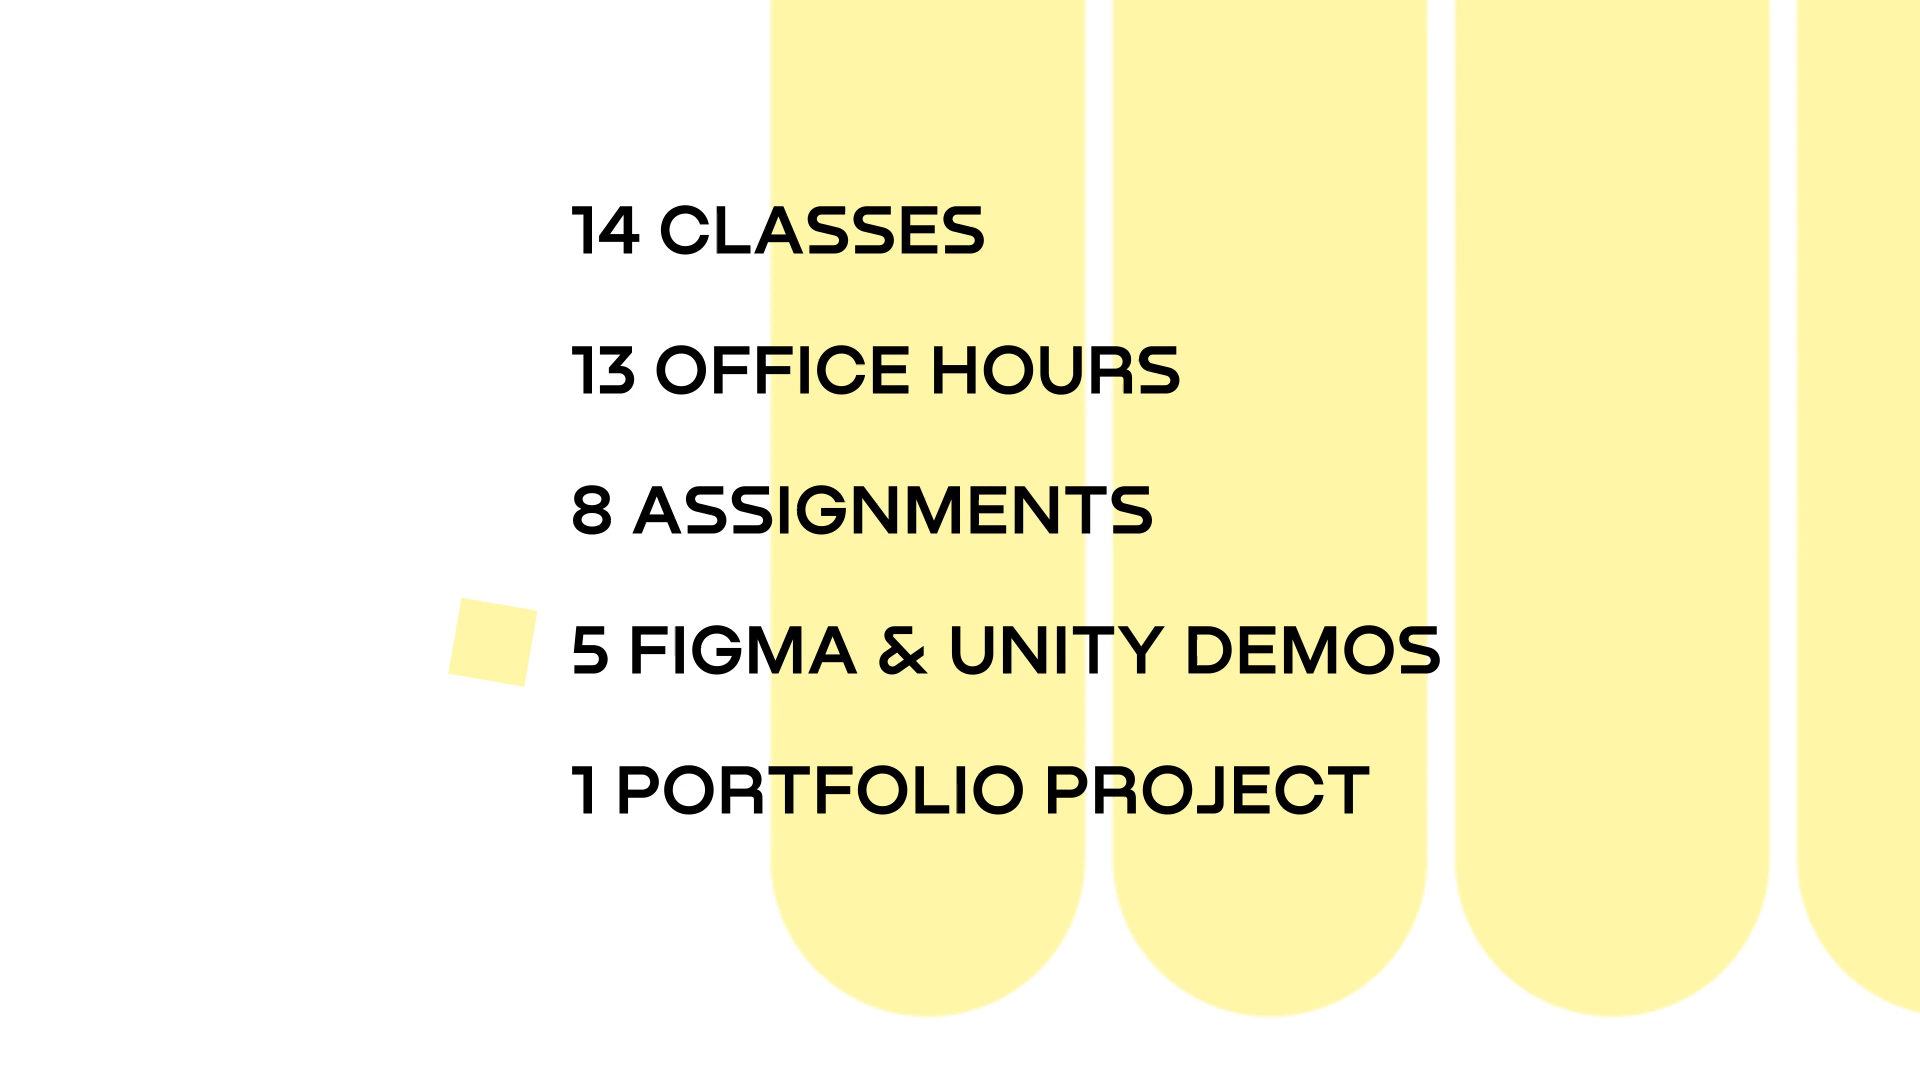 14 CLASSES
13 OFFICE HOURS
8 ASSIGNMENTS
5 FIGMA & UNITY DEMOS
1 PORTFOLIO PROJECT